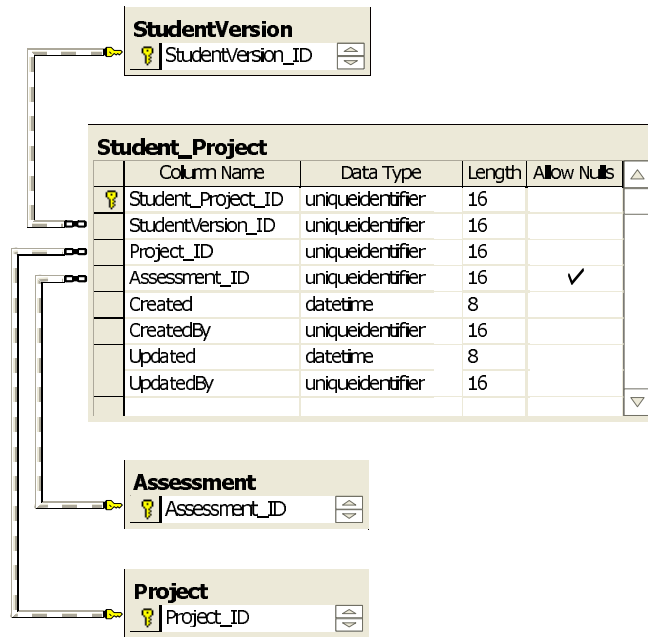 StudentVersion
StudentVersion_ID
Student_Project
Column Name Data Type Length Allow Nulls
Student_Project_ID uniqueidentifier 16
StudentVersion_ID uniqueidentifier 16
Project_ID uniqueidentifier 16
Assessment_ID uniqueidentifier 16 ✓
Created datetime 8
CreatedBy uniqueidentifier 16
Updated datetime 8
UpdatedBy uniqueidentifier 16
Assessment
Assessment_ID
Project
Project_ID